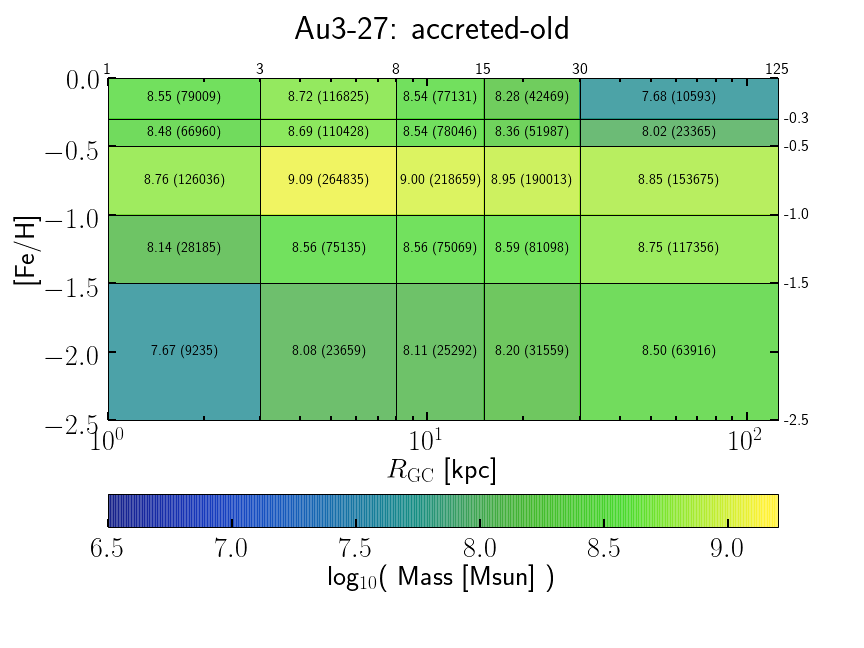 Au3-27: accreted-old
1 3 8 15 30 125
0.0
8.55 (79009) 8.72 (116825) 8.54 (77131) 8.28 (42469) 7.68 (10593)
-0.3
8.48 (66960) 8.69 (110428) 8.54 (78046) 8.36 (51987) 8.02 (23365)
−0.5 -0.5
8.76 (126036) 9.09 (264835) 9.00 (218659) 8.95 (190013) 8.85 (153675)
−1.0 -1.0
[Fe/H]
8.14 (28185) 8.56 (75135) 8.56 (75069) 8.59 (81098) 8.75 (117356)
−1.5 -1.5
7.67 (9235) 8.08 (23659) 8.11 (25292) 8.20 (31559) 8.50 (63916)
−2.0
−2.5 -2.5
10⁰ 10¹ 10²
R_GC [kpc]
6.5 7.0 7.5 8.0 8.5 9.0
log₁₀( Mass [Msun] )